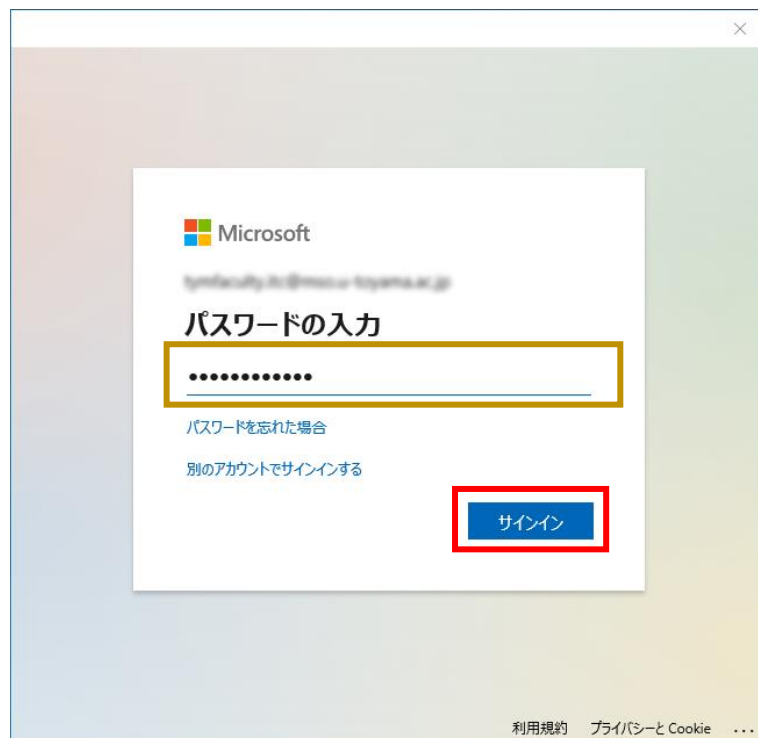 Microsoft
パスワードの入力
••••••••••••
パスワードを忘れた場合
別のアカウントでサインインする
サインイン
利用規約 プライバシーと Cookie ...